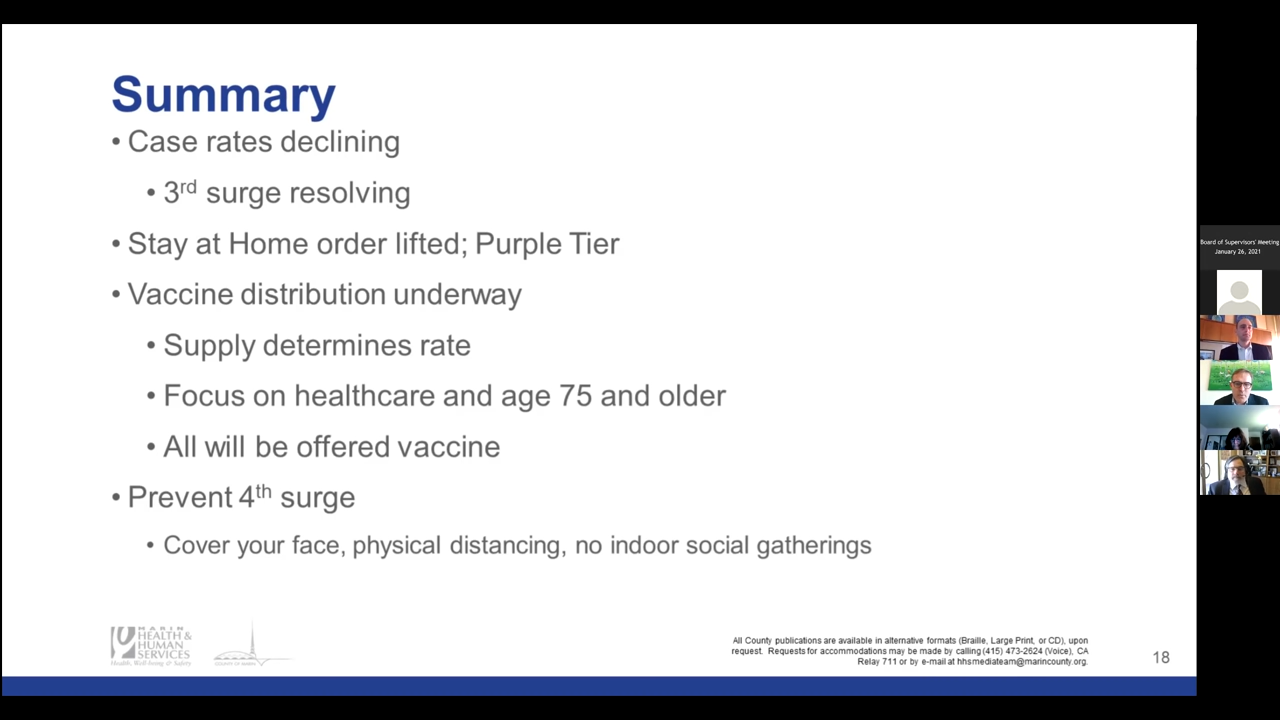 Summary
• Case rates declining
• 3rd surge resolving
• Stay at Home order lifted; Purple Tier
• Vaccine distribution underway
• Supply determines rate
• Focus on healthcare and age 75 and older
• All will be offered vaccine
• Prevent 4th surge
• Cover your face, physical distancing, no indoor social gatherings
MARIN
HEALTH &
HUMAN
SERVICES
Health, Well-being & Safety
COUNTY OF MARIN
All County publications are available in alternative formats (Braille, Large Print, or CD), upon
request. Requests for accommodations may be made by calling (415) 473-2624 (Voice), CA
Relay 711 or by e-mail at hhsmediateam@marincounty.org.
18
Board of Supervisors' Meeting
January 26, 2021